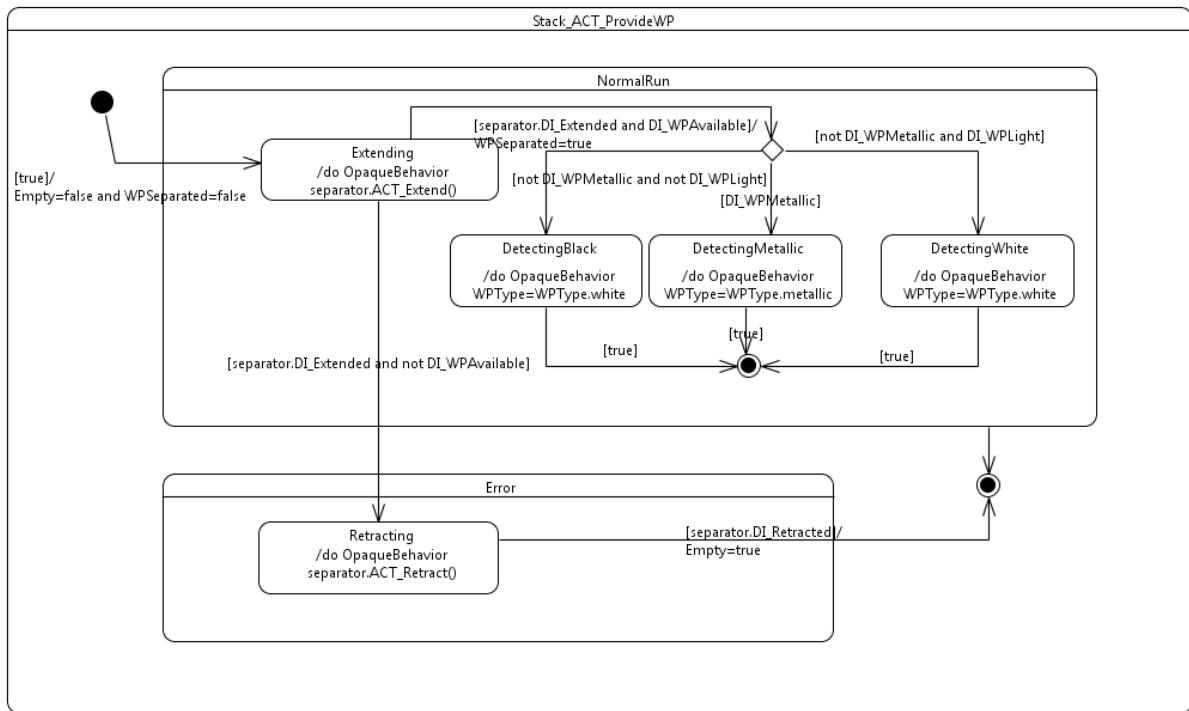 Stack_ACT_ProvideWP
NormalRun
[separator.DI_Extended and DI_WPAvailable]/
WPSeparated=true
[not DI_WPMetallic and DI_WPLight]
Extending
/do OpaqueBehavior
separator.ACT_Extend()
[true]/
Empty=false and WPSeparated=false
[not DI_WPMetallic and not DI_WPLight]
[DI_WPMetallic]
DetectingBlack
/do OpaqueBehavior
WPType=WPType.white
DetectingMetallic
/do OpaqueBehavior
WPType=WPType.metallic
DetectingWhite
/do OpaqueBehavior
WPType=WPType.white
[true]
[true]
[true]
[separator.DI_Extended and not DI_WPAvailable]
Error
Retracting
/do OpaqueBehavior
separator.ACT_Retract()
[separator.DI_Retracted]/
Empty=true